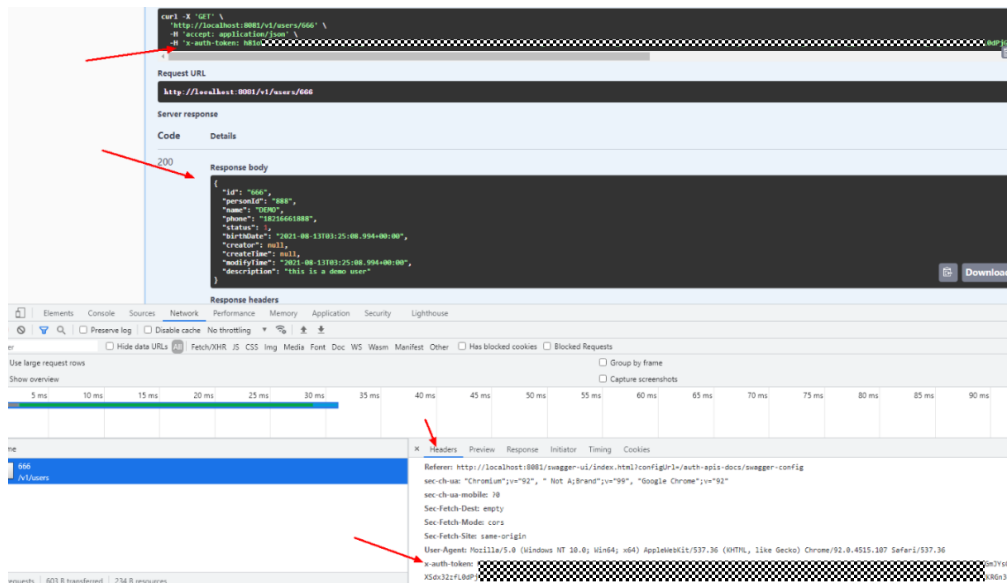 curl -X 'GET' \
'http://localhost:8081/v1/users/666' \
-H 'accept: application/json' \
-H 'x-auth-token:
Request URL
http://localhost:8081/v1/users/666
Server response
Code Details
200
Response body
{
"id": "666",
"personId": "888",
"name": "DEMO",
"phone": "18216661888",
"status": 1,
"birthDate": "2021-08-13T03:25:08.994+00:00",
"creator": null,
"createTime": null,
"modifyTime": "2021-08-13T03:25:08.994+00:00",
"description": "this is a demo user"
}
Download
Response headers
Elements Console Sources Network Performance Memory Application Security Lighthouse
Preserve log Disable cache No throttling
Hide data URLs All Fetch/XHR JS CSS Img Media Font Doc WS Wasm Manifest Other Has blocked cookies Blocked Requests
Use large request rows Group by frame
Show overview Capture screenshots
5 ms 10 ms 15 ms 20 ms 25 ms 30 ms 35 ms 40 ms 45 ms 50 ms 55 ms 60 ms 65 ms 70 ms 75 ms 80 ms 85 ms 90 ms
me × Headers Preview Response Initiator Timing Cookies
666
/v1/users
Referer: http://localhost:8081/swagger-ui/index.html?configUrl=/auth-apis-docs/swagger-config
sec-ch-ua: "Chromium";v="92", " Not A;Brand";v="99", "Google Chrome";v="92"
sec-ch-ua-mobile: ?0
Sec-Fetch-Dest: empty
Sec-Fetch-Mode: cors
Sec-Fetch-Site: same-origin
User-Agent: Mozilla/5.0 (Windows NT 10.0; Win64; x64) AppleWebKit/537.36 (KHTML, like Gecko) Chrome/92.0.4515.107 Safari/537.36
x-auth-token:
XSdx32zfL0dPj
equests 603 B transferred 234 B resources